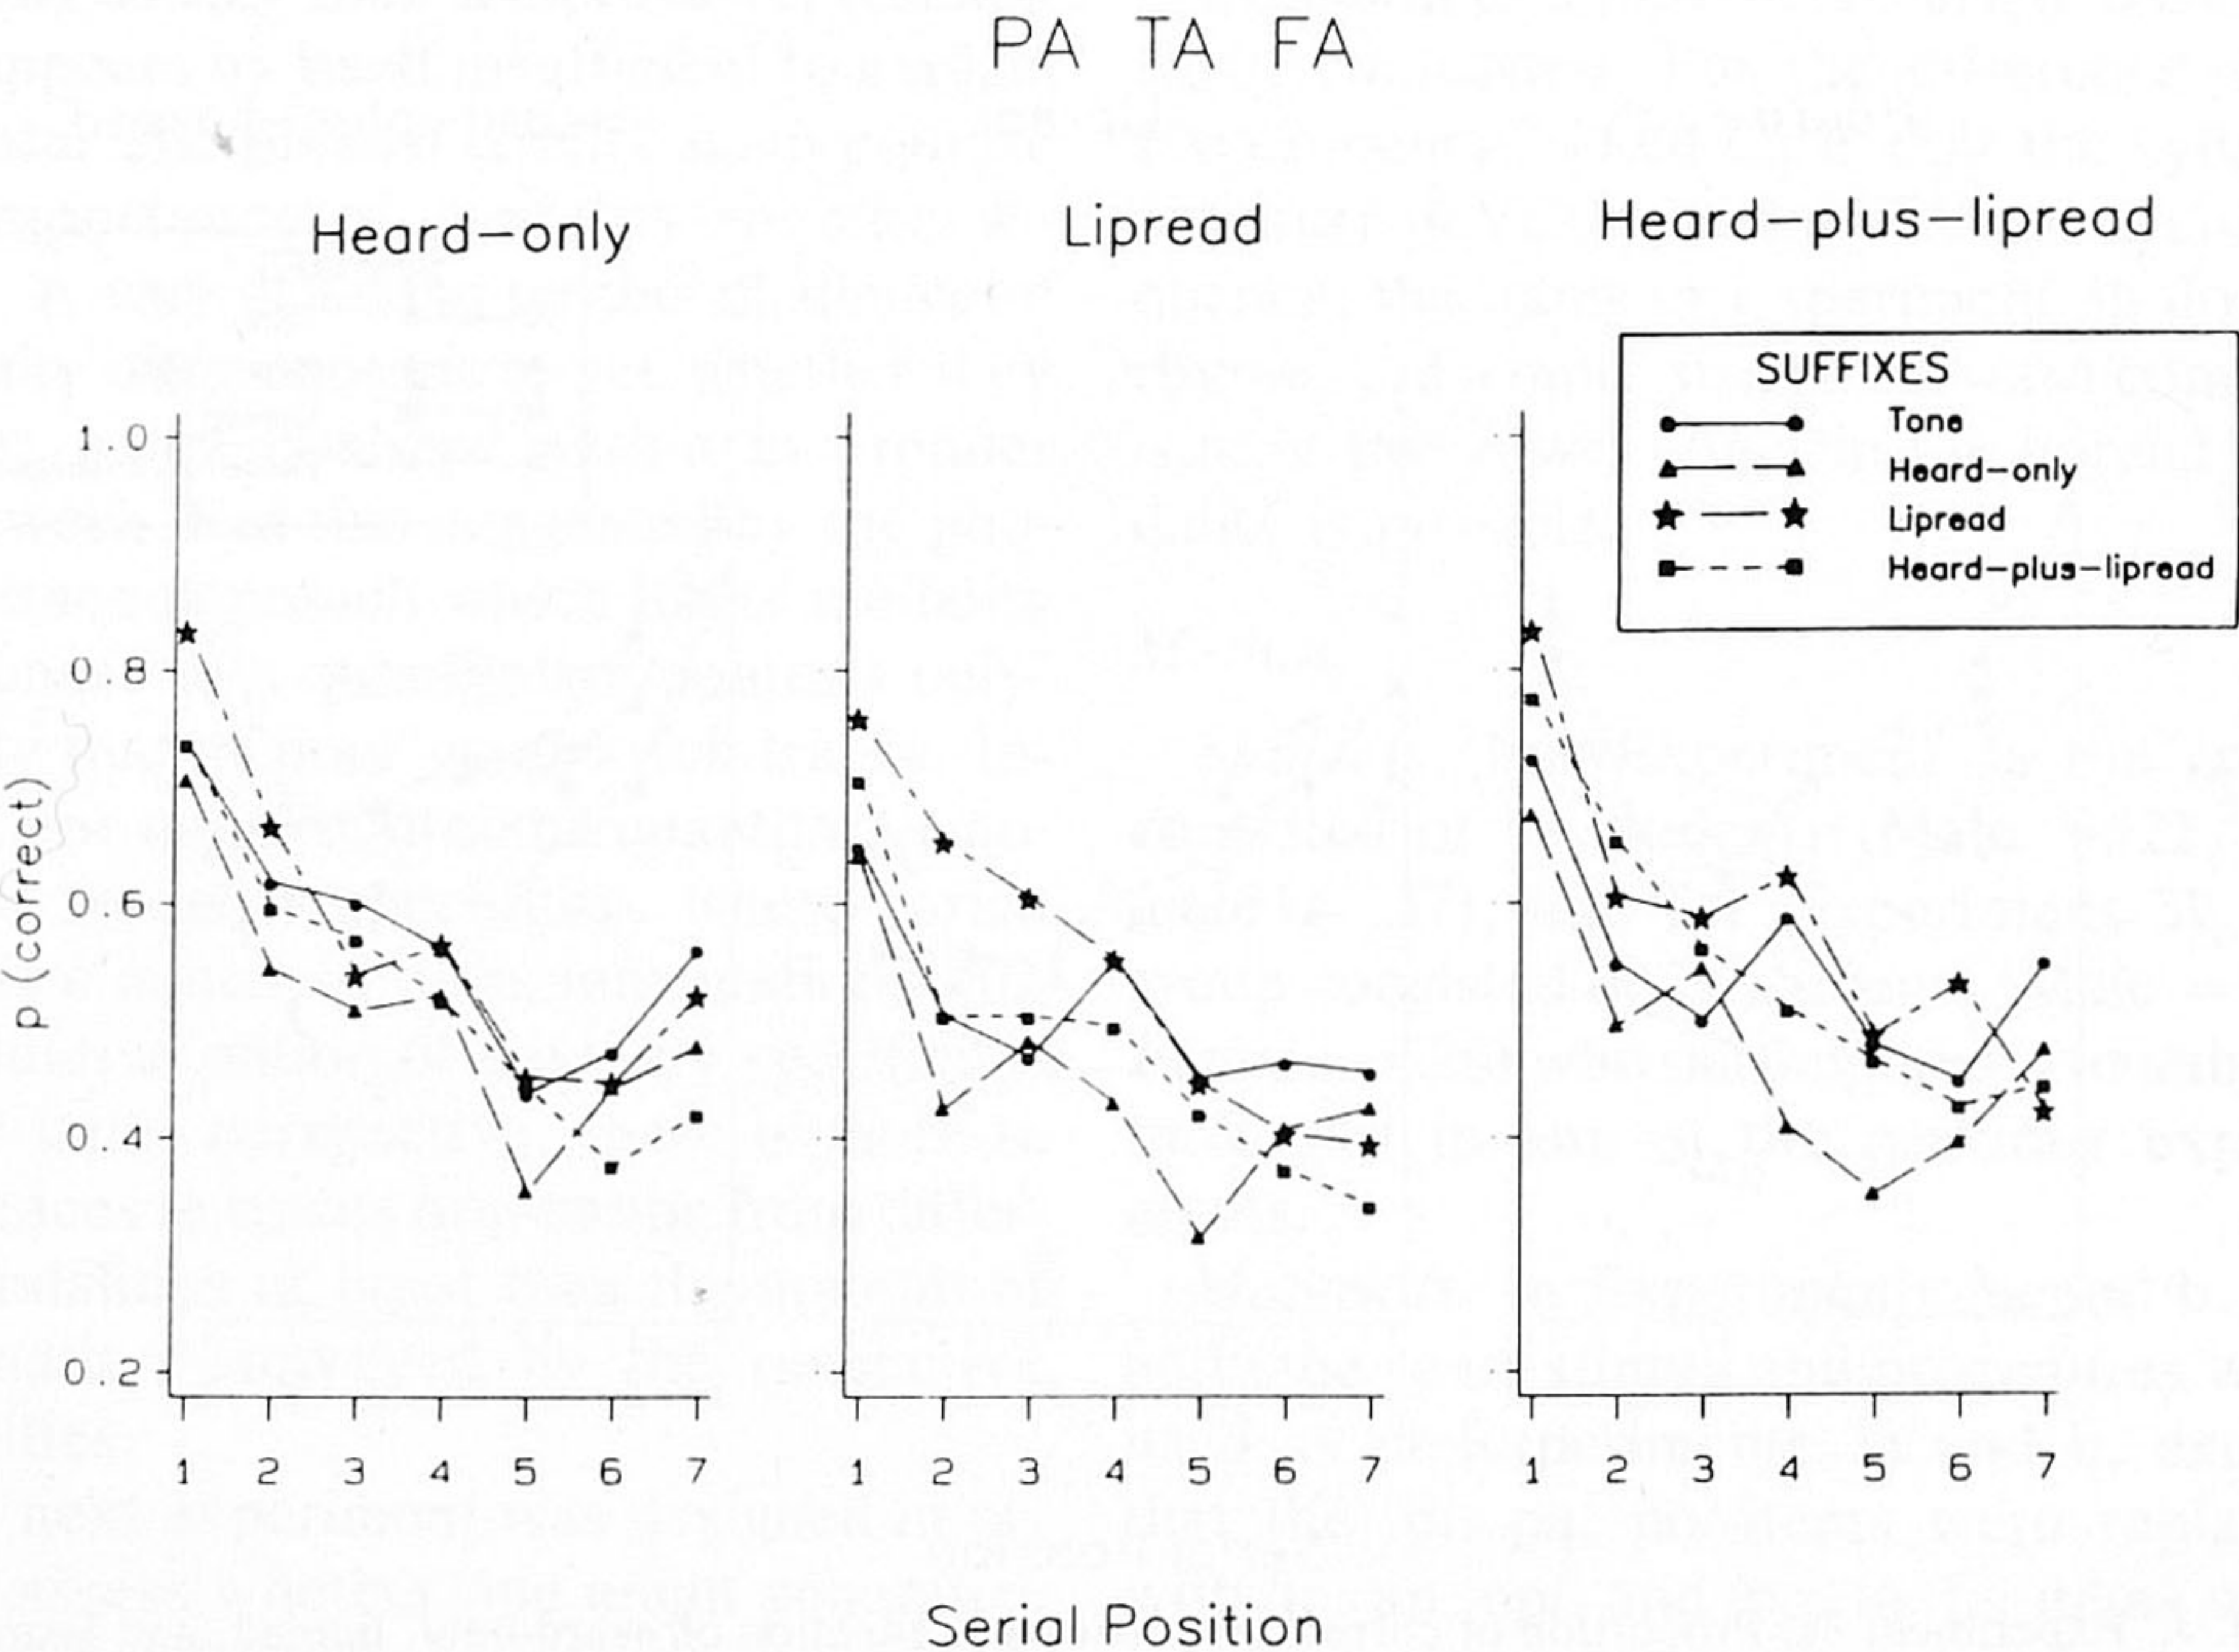 PA TA FA
Heard-only
Lipread
Heard-plus-lipread
SUFFIXES
Tone
Heard-only
Lipread
Heard-plus-lipread
p (correct)
1.0
0.8
0.6
0.4
0.2
1 2 3 4 5 6 7
1 2 3 4 5 6 7
1 2 3 4 5 6 7
Serial Position